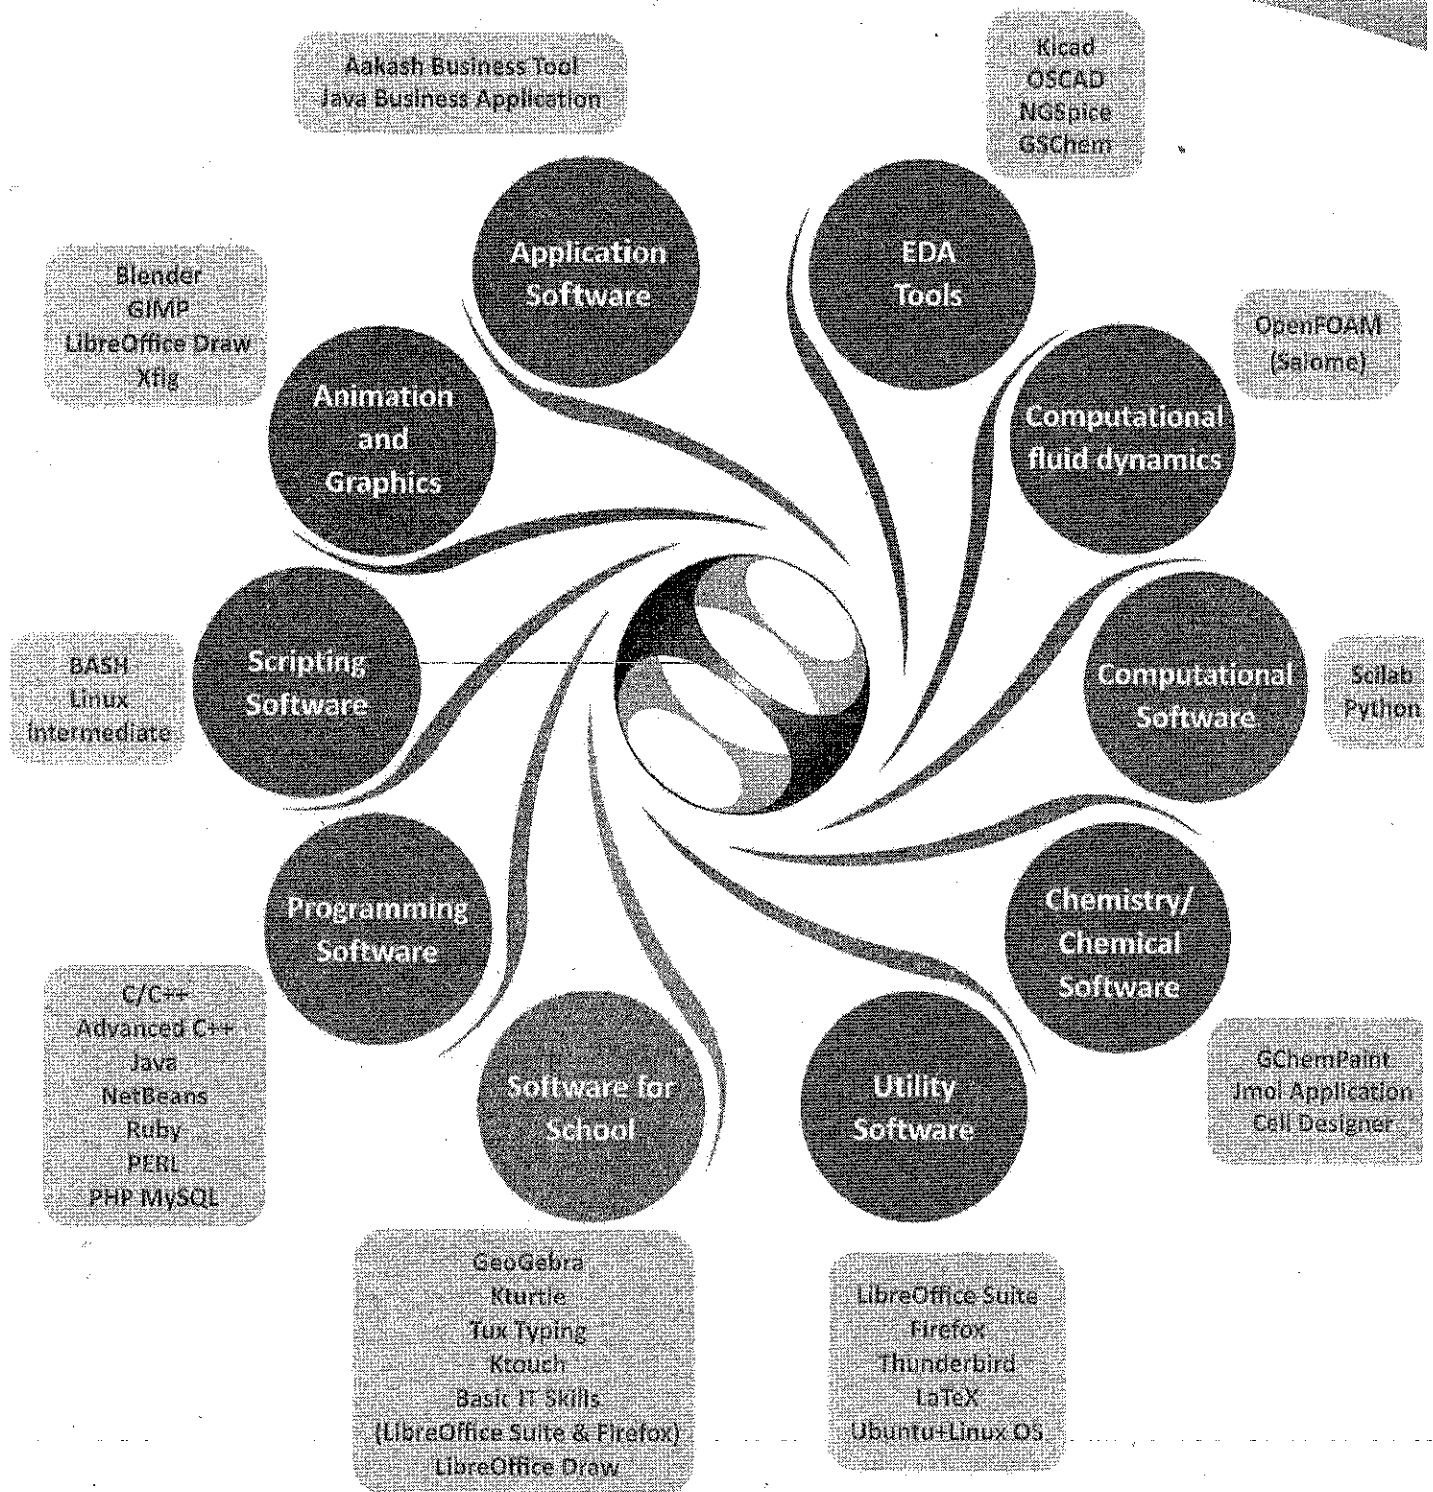 Aakash Business Tool
Java Business Application
Application
Software
Kicad
OSCAD
NGSpice
GSChem
EDA
Tools
OpenFOAM
(Salome)
Computational
fluid dynamics
Scilab
Python
Computational
Software
GChemPaint
Jmol Application
Cell Designer
Chemistry/
Chemical
Software
Utility
Software
LibreOffice Suite
Firefox
Thunderbird
LaTeX
Ubuntu+Linux OS
Software for
School
GeoGebra
Kturtle
Tux Typing
Ktouch
Basic IT Skills
(LibreOffice Suite & Firefox)
LibreOffice Draw
Programming
Software
C/C++
Advanced C++
Java
NetBeans
Ruby
PERL
PHP MySQL
Scripting
Software
BASH
Linux
intermediate
Animation
and
Graphics
Blender
GIMP
LibreOffice Draw
Xfig